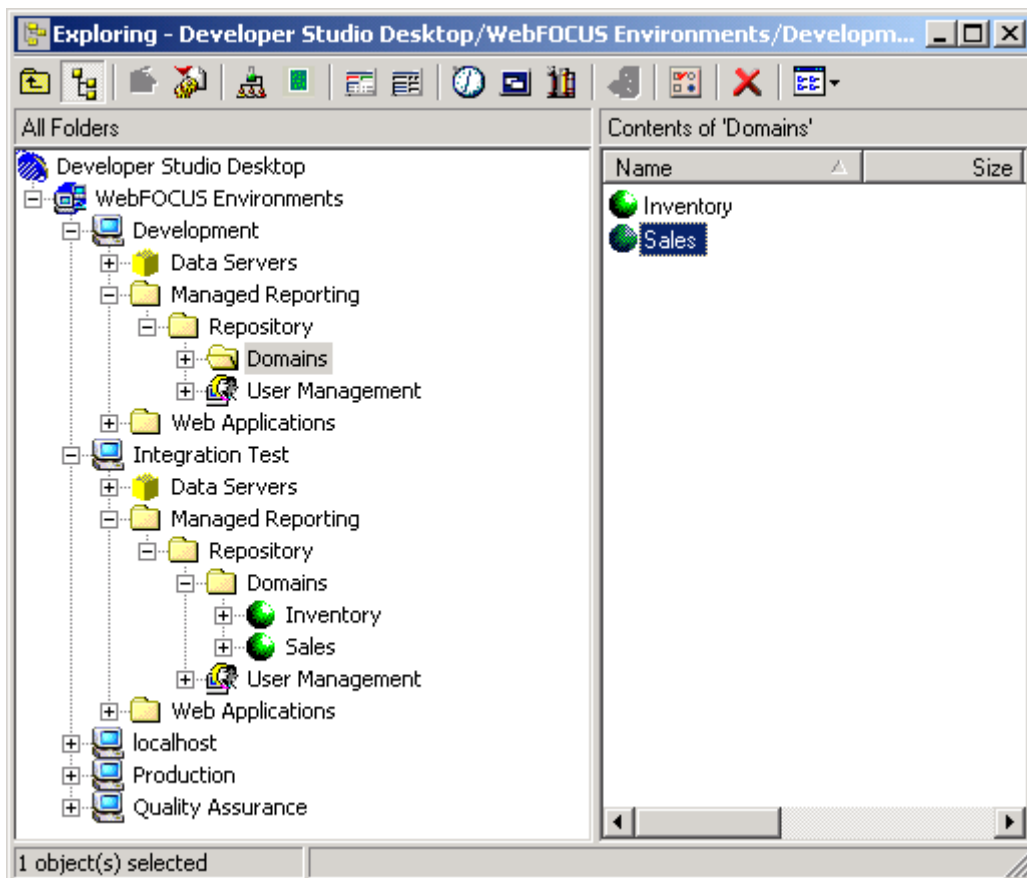 Exploring - Developer Studio Desktop/WebFOCUS Environments/Developm...
All Folders
Contents of 'Domains'
Developer Studio Desktop
WebFOCUS Environments
Development
Data Servers
Managed Reporting
Repository
Domains
User Management
Web Applications
Integration Test
Data Servers
Managed Reporting
Repository
Domains
Inventory
Sales
User Management
Web Applications
localhost
Production
Quality Assurance
Name Size
Inventory
Sales
1 object(s) selected